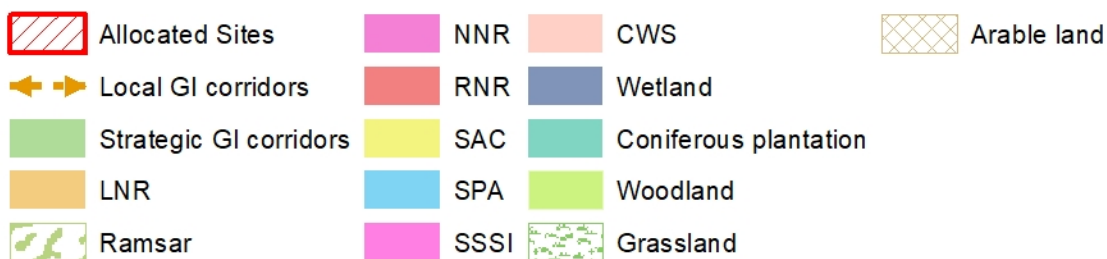 Allocated Sites
Local GI corridors
Strategic GI corridors
LNR
Ramsar
NNR
RNR
SAC
SPA
SSSI
CWS
Wetland
Coniferous plantation
Woodland
Grassland
Arable land